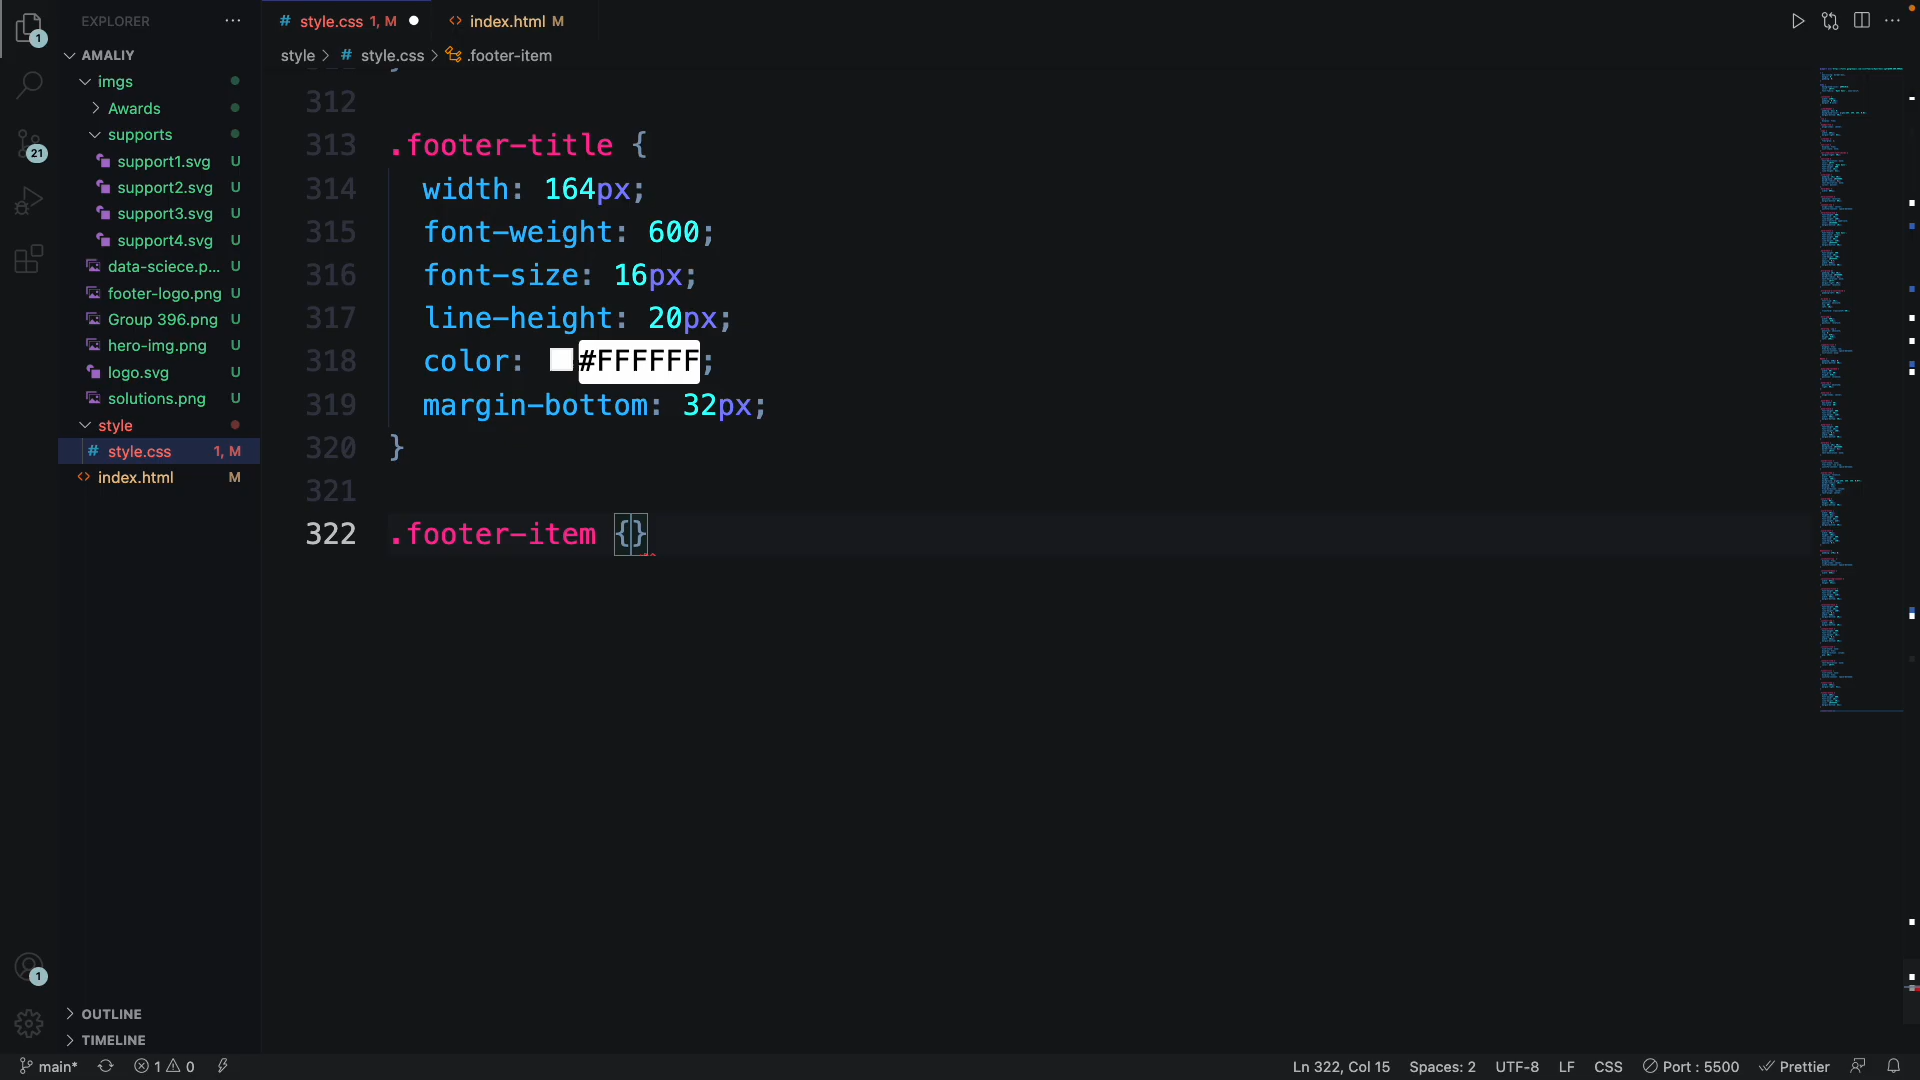 EXPLORER
1
AMALIY
imgs
Awards
supports
support1.svg U
21
support2.svg U
support3.svg U
support4.svg U
data-sciece.p... U
footer-logo.png U
Group 396.png U
hero-img.png U
logo.svg U
solutions.png U
style
style.css 1, M
index.html M
1
OUTLINE
TIMELINE
# style.css 1, M
<> index.html M
style > # style.css > .footer-item
312
313 .footer-title {
314 width: 164px;
315 font-weight: 600;
316 font-size: 16px;
317 line-height: 20px;
318 color: #FFFFFF;
319 margin-bottom: 32px;
320 }
321
322 .footer-item {}
main* 1 0 Ln 322, Col 15 Spaces: 2 UTF-8 LF CSS Port : 5500 Prettier